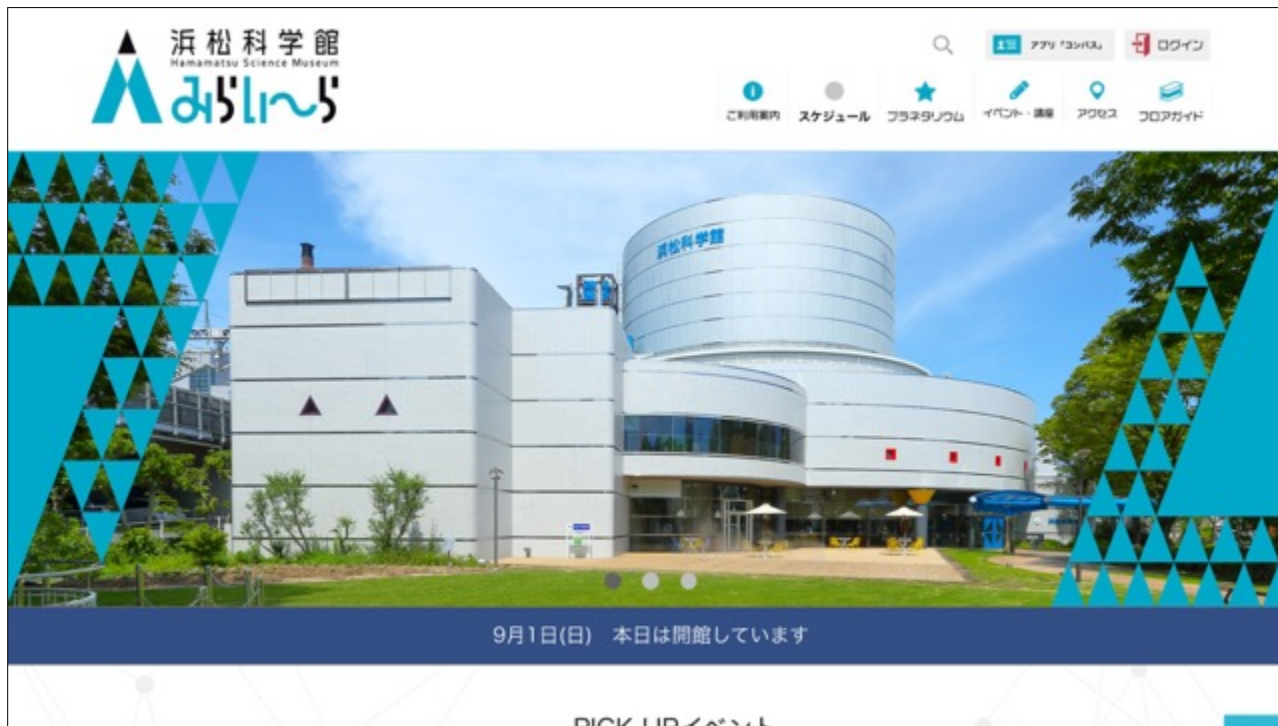 浜松科学館
Hamamatsu Science Museum
みらいーら
アプリ「コンパス」
ログイン
ご利用案内
スケジュール
プラネタリウム
イベント・講座
アクセス
フロアガイド
浜松科学館
9月1日(日) 本日は開館しています
PICK UPイベント